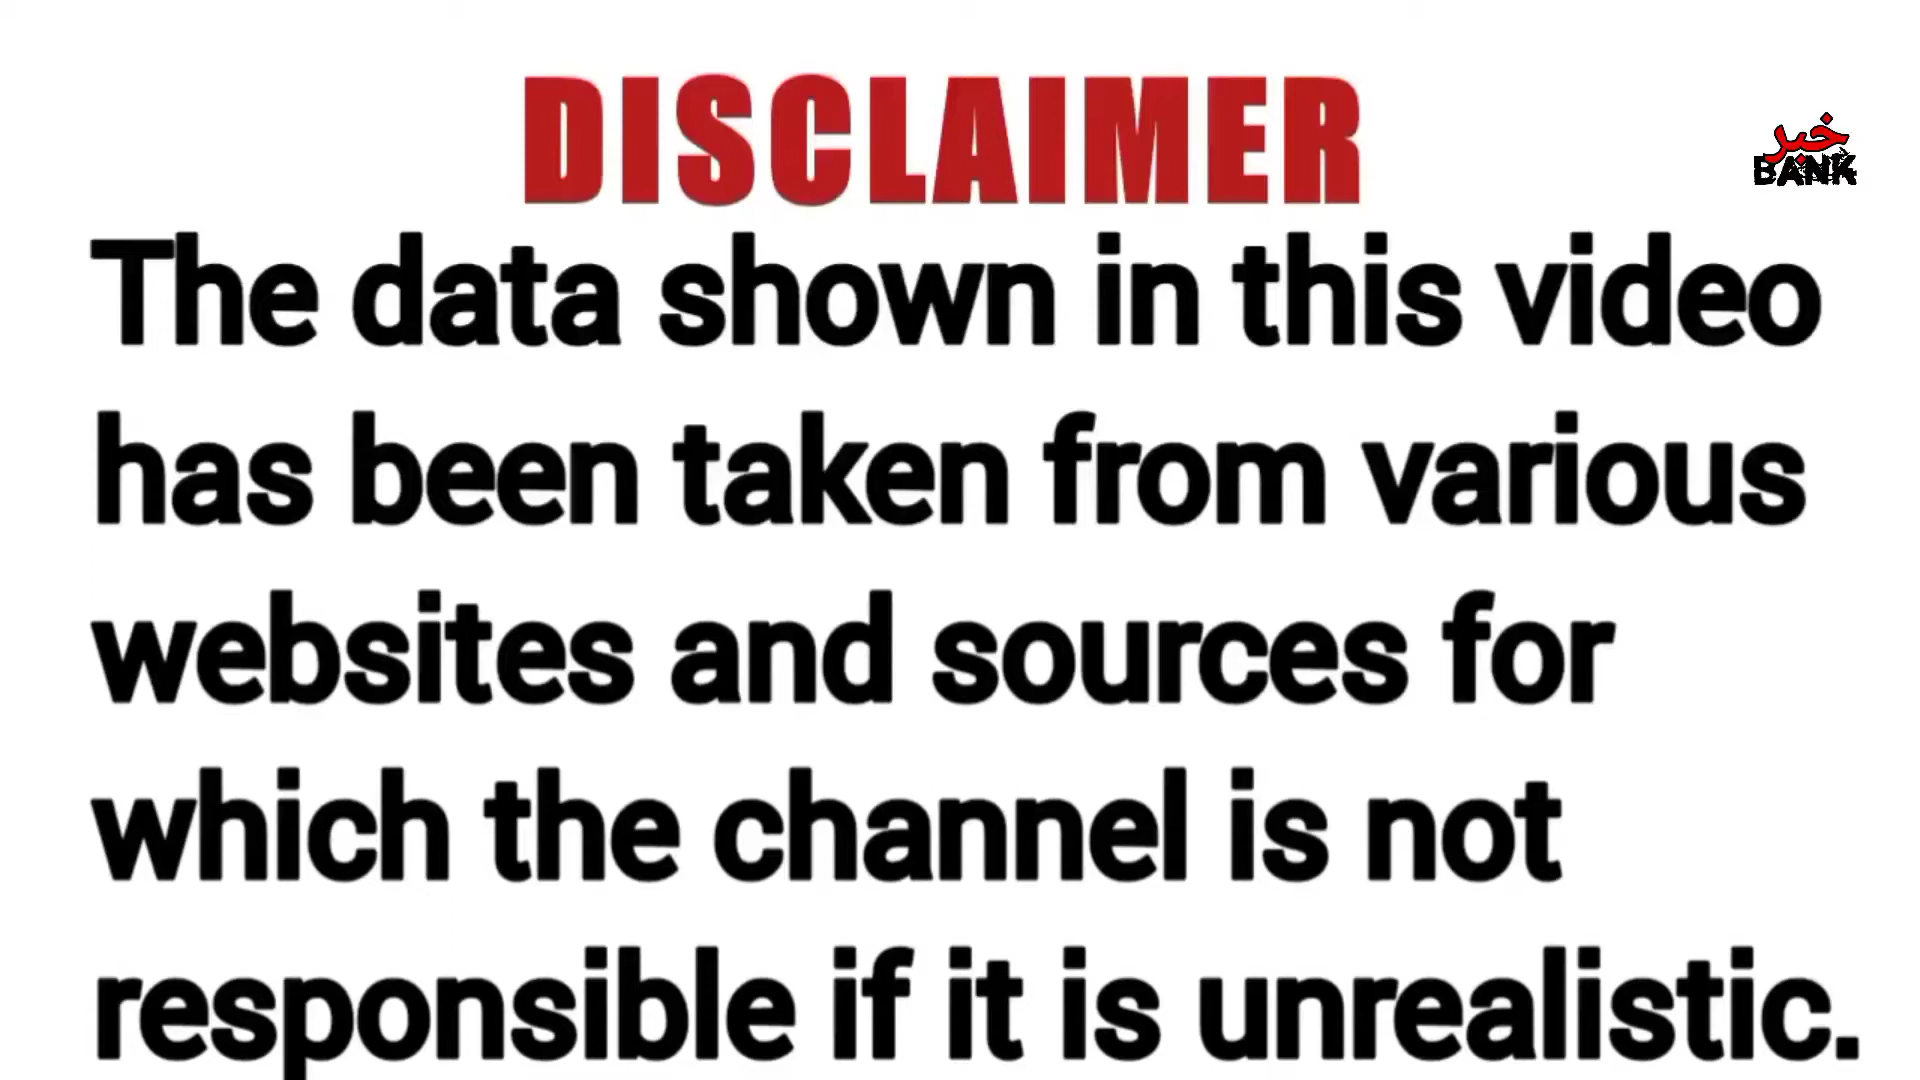 DISCLAIMER
خبر
BANK
The data shown in this video
has been taken from various
websites and sources for
which the channel is not
responsible if it is unrealistic.